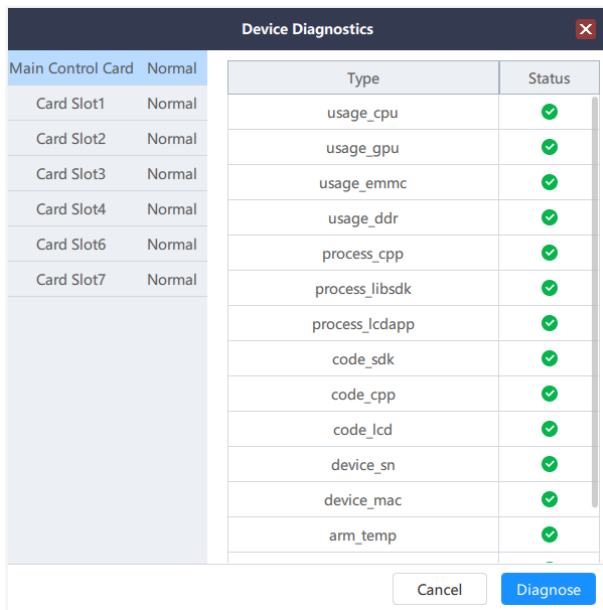 Device Diagnostics
Main Control Card Normal
Card Slot1 Normal
Card Slot2 Normal
Card Slot3 Normal
Card Slot4 Normal
Card Slot6 Normal
Card Slot7 Normal
Type Status
usage_cpu
usage_gpu
usage_emmc
usage_ddr
process_cpp
process_libsdk
process_lcdapp
code_sdk
code_cpp
code_lcd
device_sn
device_mac
arm_temp
Cancel Diagnose